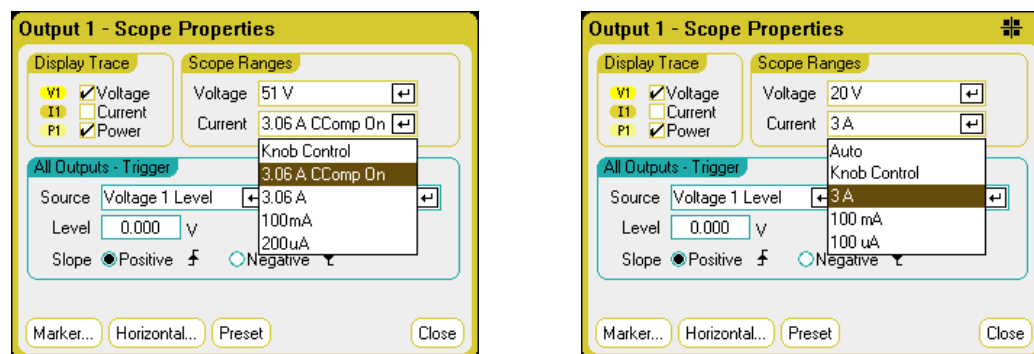 Output 1 - Scope Properties
Display Trace
Scope Ranges
V1 Voltage
I1 Current
P1 Power
Voltage 51 V
Current 3.06 A CComp On
Knob Control
3.06 A CComp On
3.06 A
100mA
200uA
All Outputs - Trigger
Source Voltage 1 Level
Level 0.000 V
Slope Positive Negative
Marker... Horizontal... Preset Close
Output 1 - Scope Properties
Display Trace
Scope Ranges
V1 Voltage
I1 Current
P1 Power
Voltage 20 V
Current 3 A
Auto
Knob Control
3 A
100 mA
100 uA
All Outputs - Trigger
Source Voltage 1 Level
Level 0.000 V
Slope Positive Negative
Marker... Horizontal... Preset Close